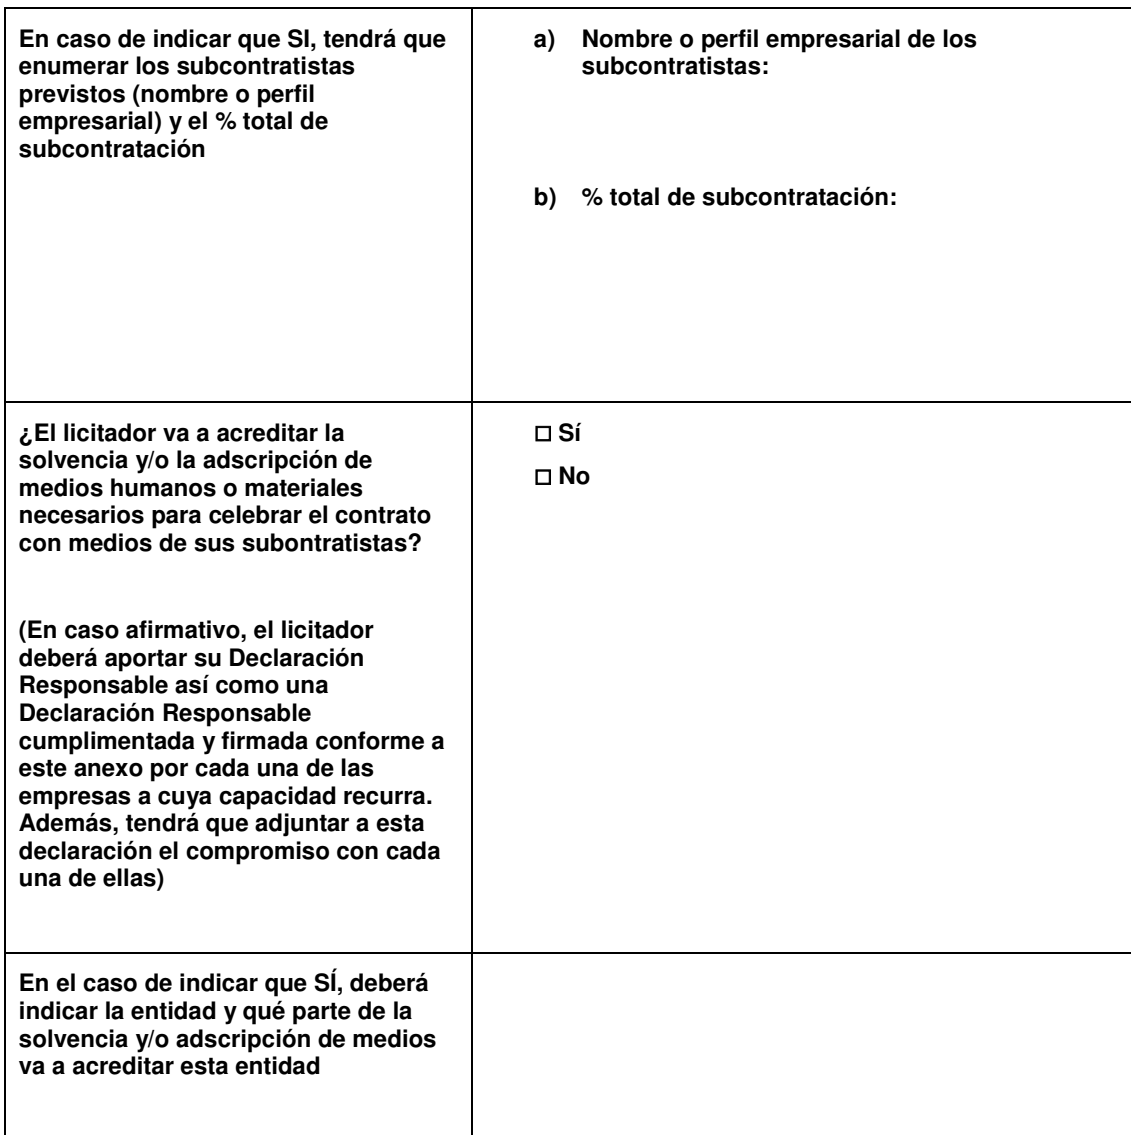 En caso de indicar que SI, tendrá que
enumerar los subcontratistas
previstos (nombre o perfil
empresarial) y el % total de
subcontratación
a) Nombre o perfil empresarial de los
subcontratistas:
b) % total de subcontratación:
¿El licitador va a acreditar la
solvencia y/o la adscripción de
medios humanos o materiales
necesarios para celebrar el contrato
con medios de sus subontratistas?
(En caso afirmativo, el licitador
deberá aportar su Declaración
Responsable así como una
Declaración Responsable
cumplimentada y firmada conforme a
este anexo por cada una de las
empresas a cuya capacidad recurra.
Además, tendrá que adjuntar a esta
declaración el compromiso con cada
una de ellas)
☐ Sí
☐ No
En el caso de indicar que SÍ, deberá
indicar la entidad y qué parte de la
solvencia y/o adscripción de medios
va a acreditar esta entidad